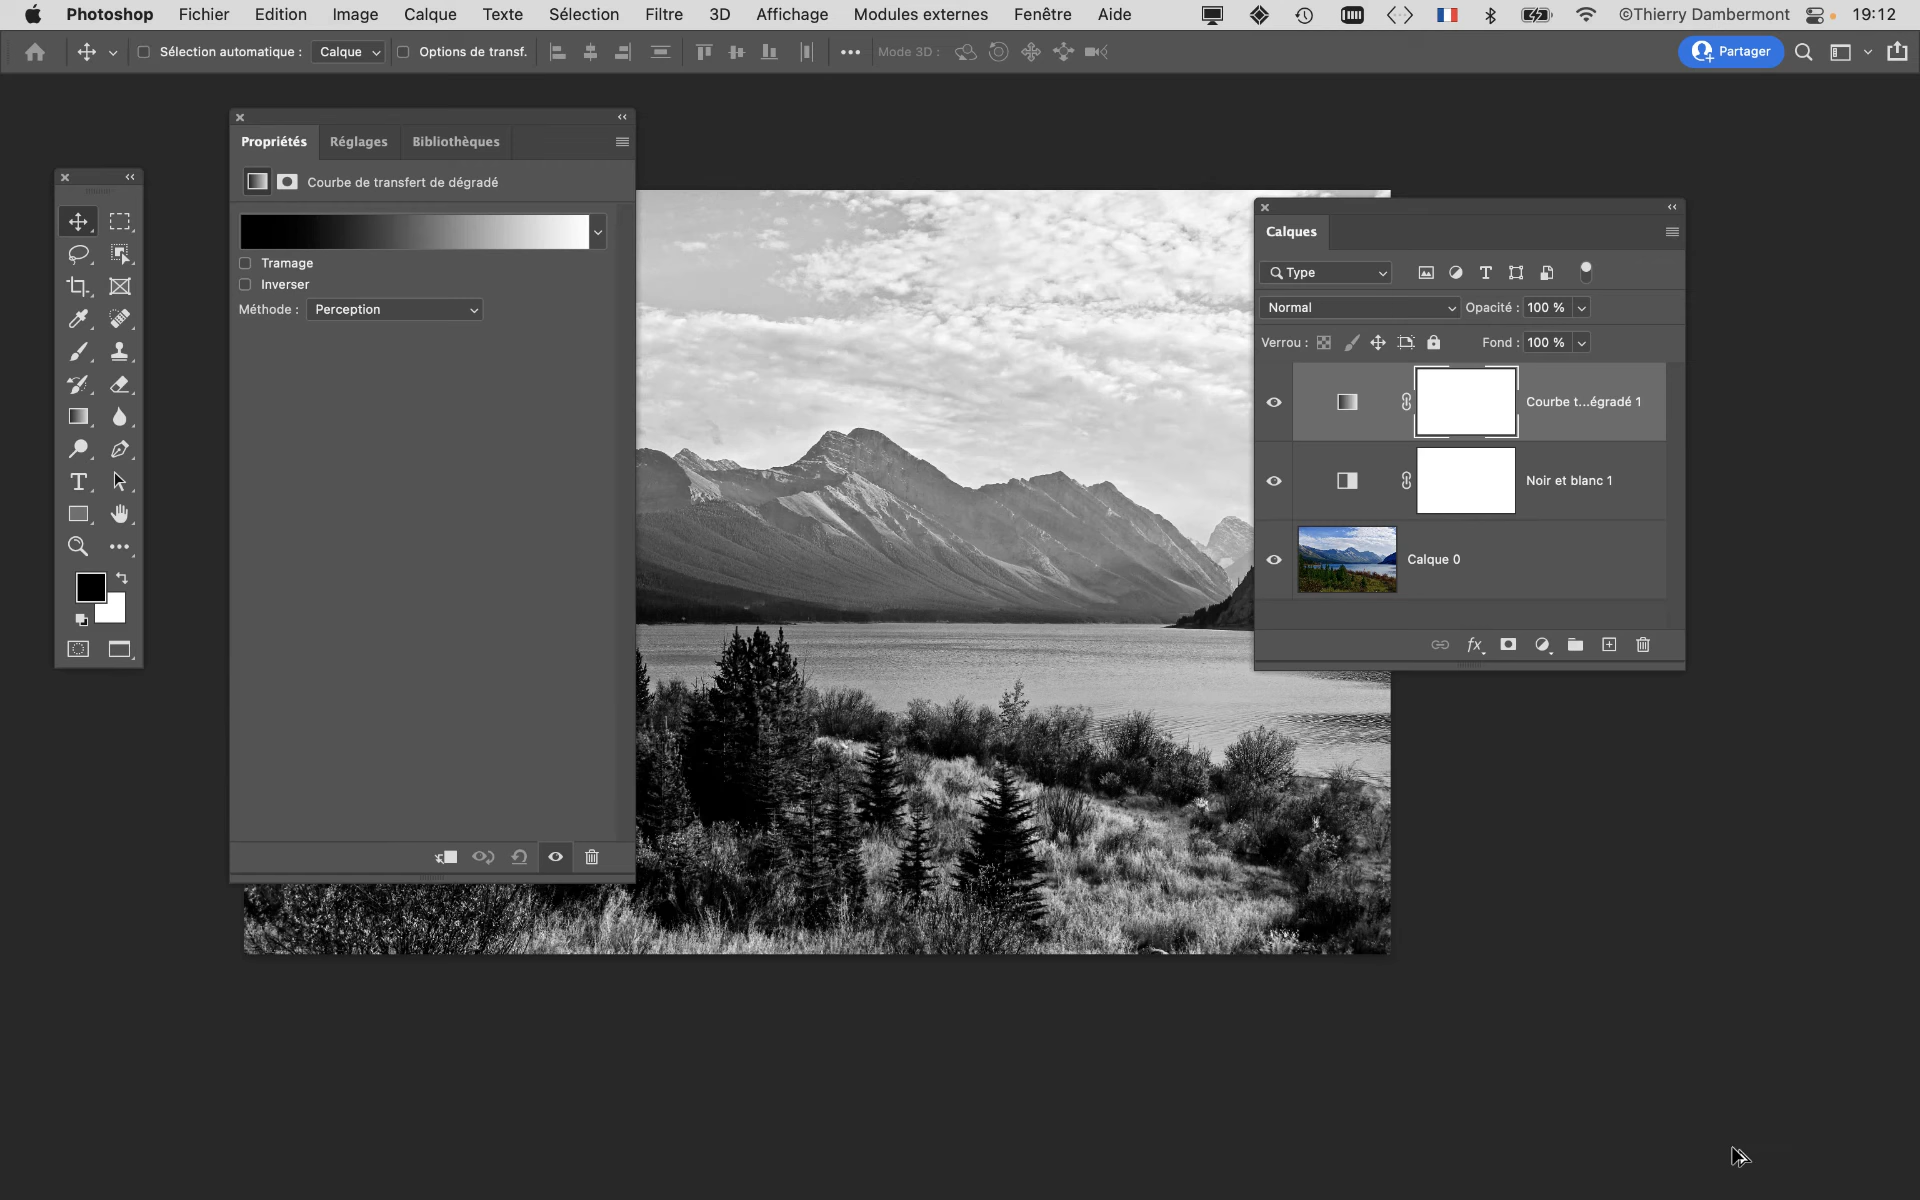 Photoshop Fichier Edition Image Calque Texte Sélection Filtre 3D Affichage Modules externes Fenêtre Aide ©Thierry Dambermont 19:12
Sélection automatique : Calque Options de transf. Mode 3D : Partager
Propriétés Réglages Bibliothèques
Courbe de transfert de dégradé
Tramage
Inverser
Méthode : Perception
Calques
Type
Normal Opacité : 100 %
Verrou : Fond : 100 %
Courbe t...égradé 1
Noir et blanc 1
Calque 0